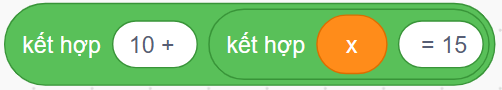 kết hợp 10 + kết hợp x = 15